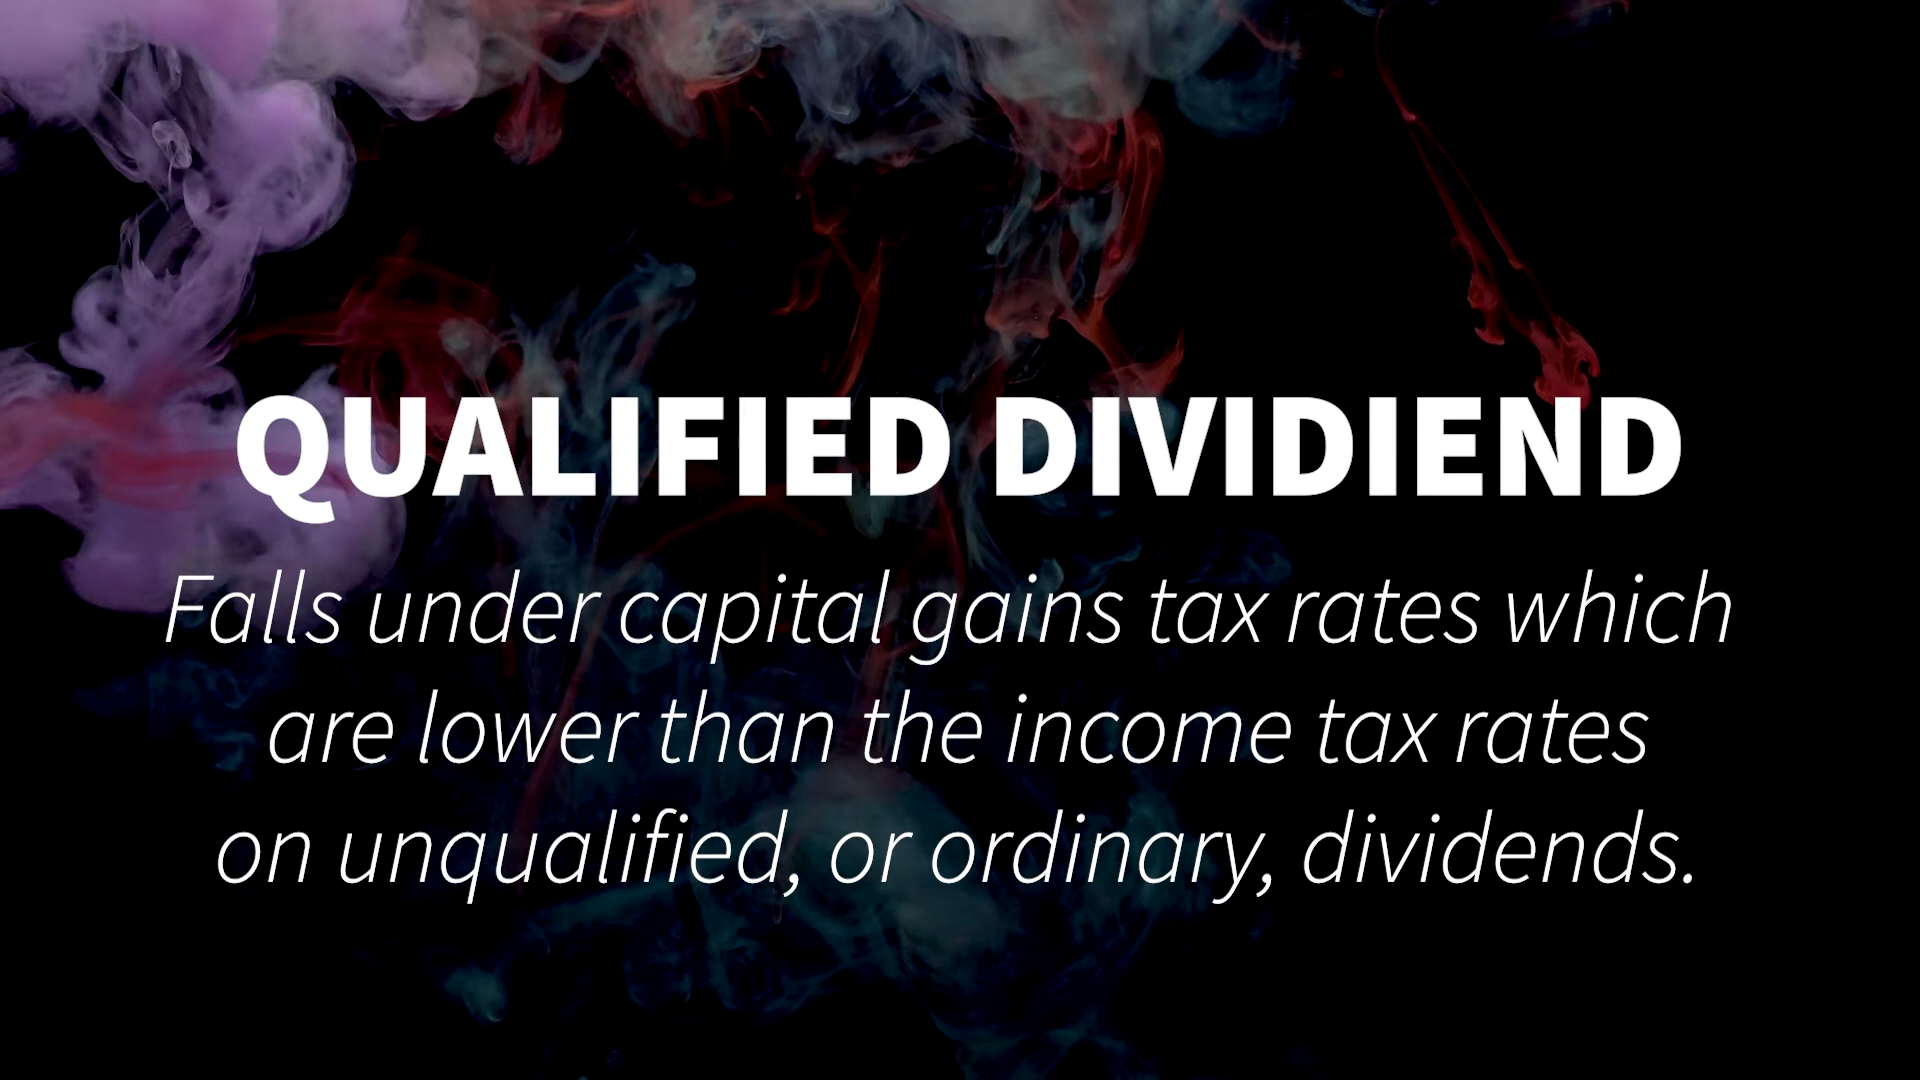 QUALIFIED DIVIDIEND
Falls under capital gains tax rates which
are lower than the income tax rates
on unqualified, or ordinary, dividends.